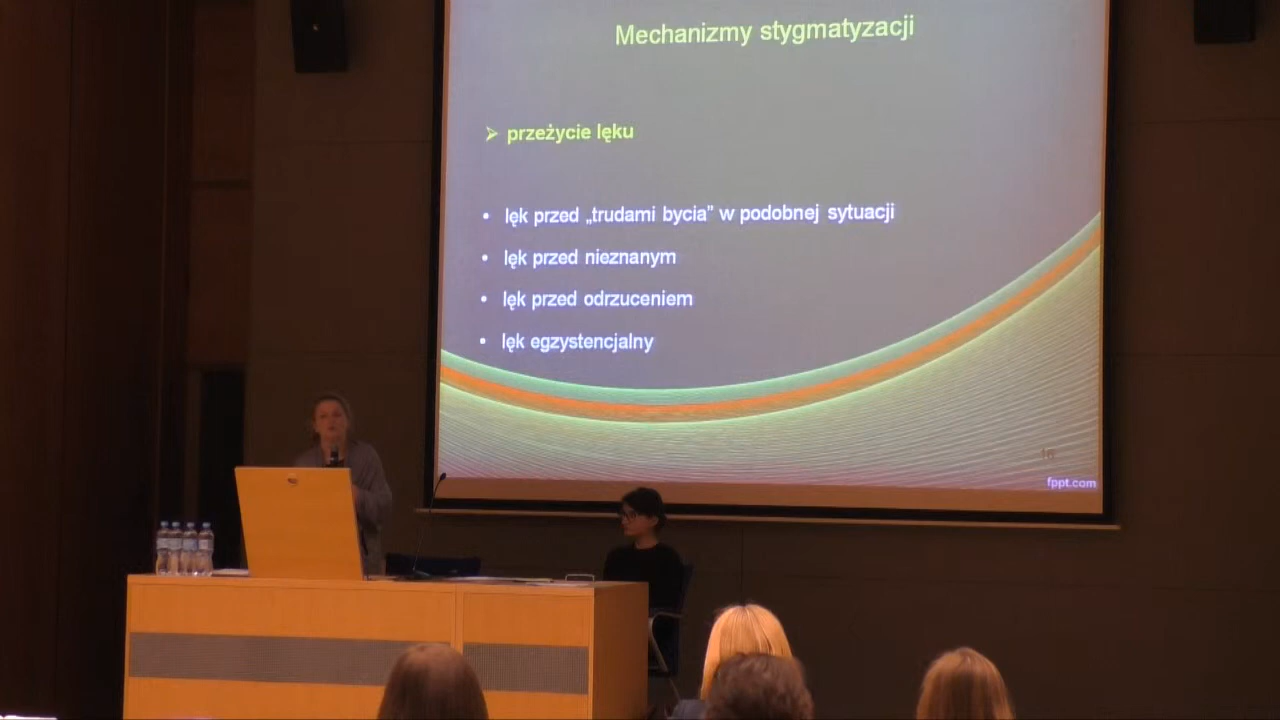 Mechanizmy stygmatyzacji
➢ przeżycie lęku
• lęk przed „trudami bycia” w podobnej sytuacji
• lęk przed nieznanym
• lęk przed odrzuceniem
• lęk egzystencjalny
fppt.com